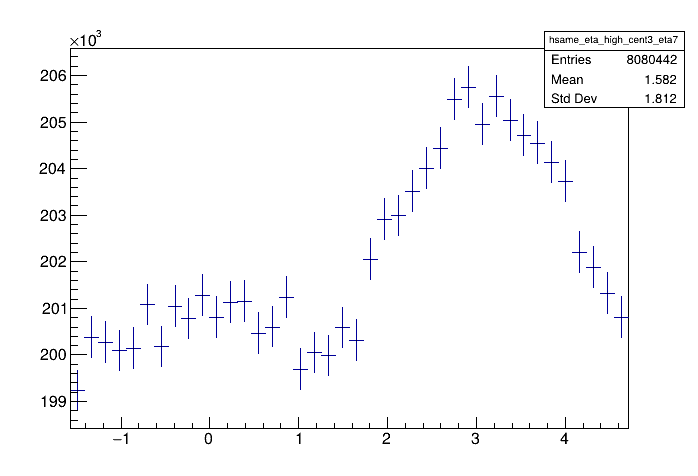 ×10³
hsame_eta_high_cent3_eta7
Entries 8080442
Mean 1.582
Std Dev 1.812
206
205
204
203
202
201
200
199
−1 0 1 2 3 4